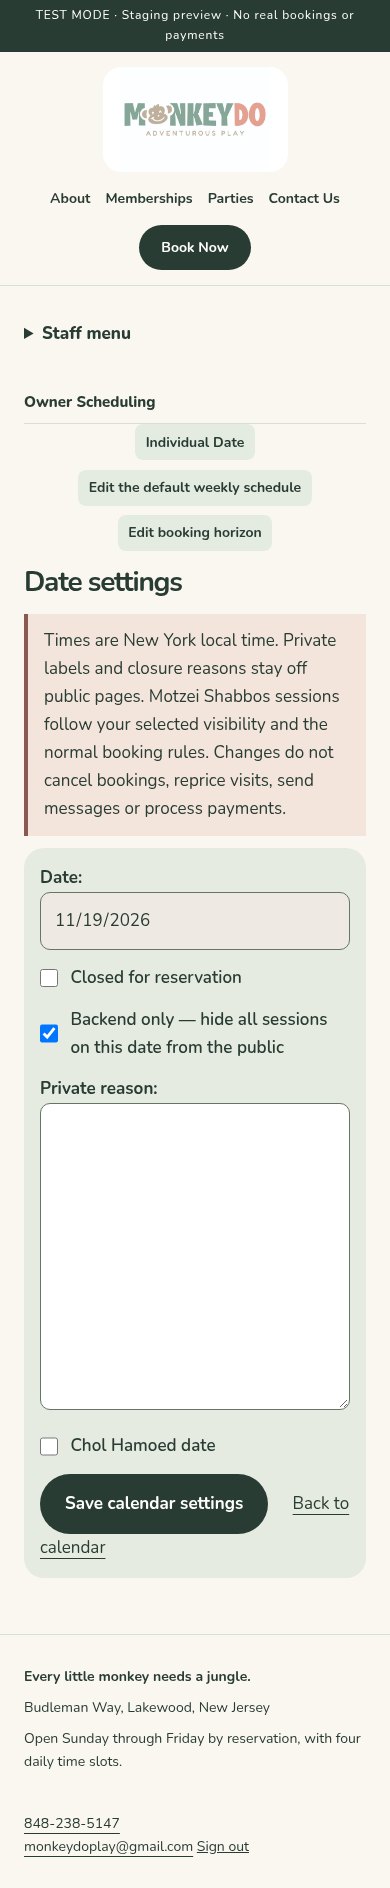 TEST MODE · Staging preview · No real bookings or
payments
MONKEYDO
ADVENTUROUS PLAY
About Memberships Parties Contact Us
Book Now
Staff menu
Owner Scheduling
Individual Date
Edit the default weekly schedule
Edit booking horizon
Date settings
Times are New York local time. Private
labels and closure reasons stay off
public pages. Motzei Shabbos sessions
follow your selected visibility and the
normal booking rules. Changes do not
cancel bookings, reprice visits, send
messages or process payments.
Date:
11/19/2026
Closed for reservation
Backend only — hide all sessions
on this date from the public
Private reason:
Chol Hamoed date
Save calendar settings Back to
calendar
Every little monkey needs a jungle.
Budleman Way, Lakewood, New Jersey
Open Sunday through Friday by reservation, with four
daily time slots.
848-238-5147
monkeydoplay@gmail.com Sign out